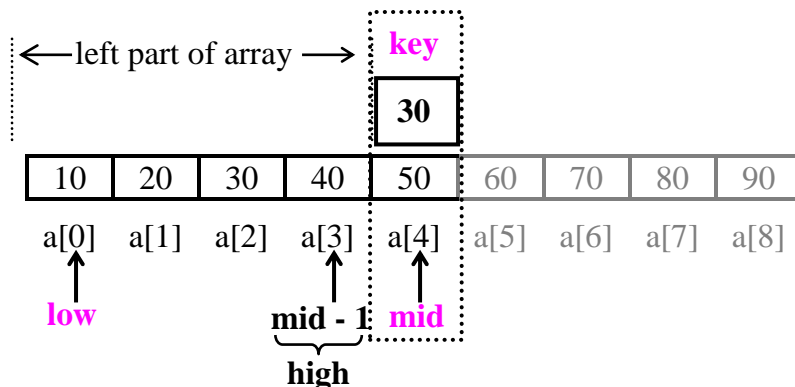 key
left part of array
30
10 20 30 40 50 60 70 80 90
a[0] a[1] a[2] a[3] a[4] a[5] a[6] a[7] a[8]
low mid - 1 mid
high